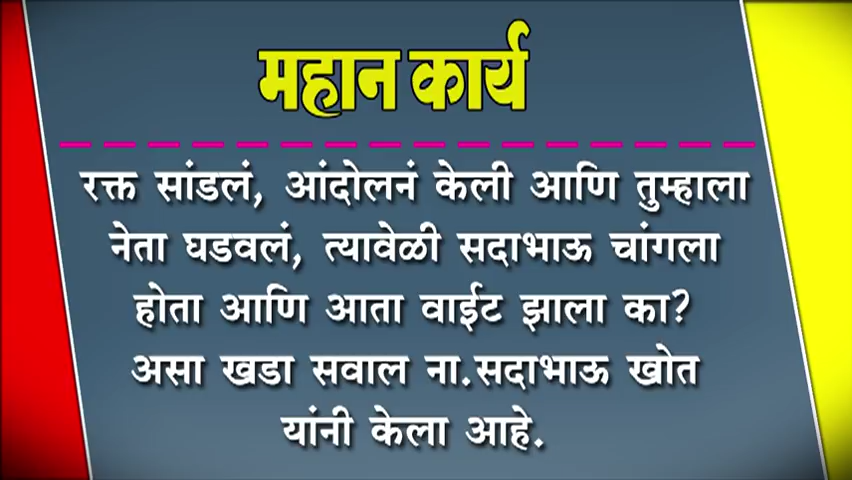 महान कार्य
रक्त सांडलं, आंदोलनं केली आणि तुम्हाला
नेता घडवलं, त्यावेळी सदाभाऊ चांगला
होता आणि आता वाईट झाला का?
असा खडा सवाल ना.सदाभाऊ खोत
यांनी केला आहे.